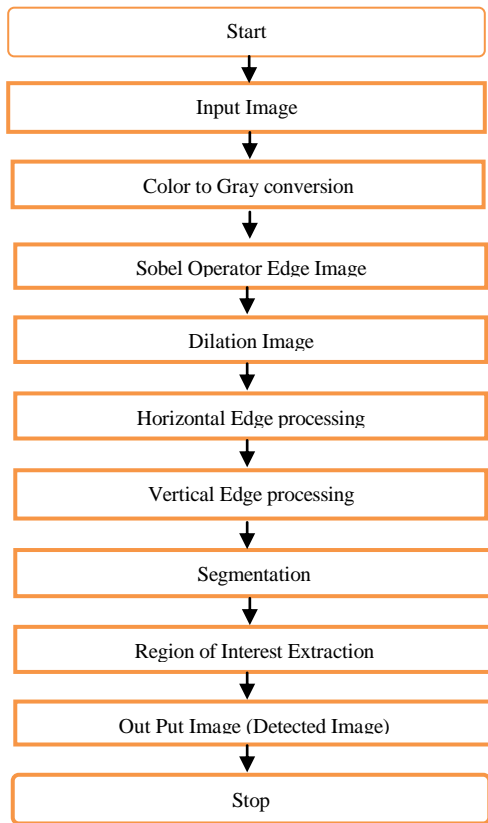 Start
Input Image
Color to Gray conversion
Sobel Operator Edge Image
Dilation Image
Horizontal Edge processing
Vertical Edge processing
Segmentation
Region of Interest Extraction
Out Put Image (Detected Image)
Stop